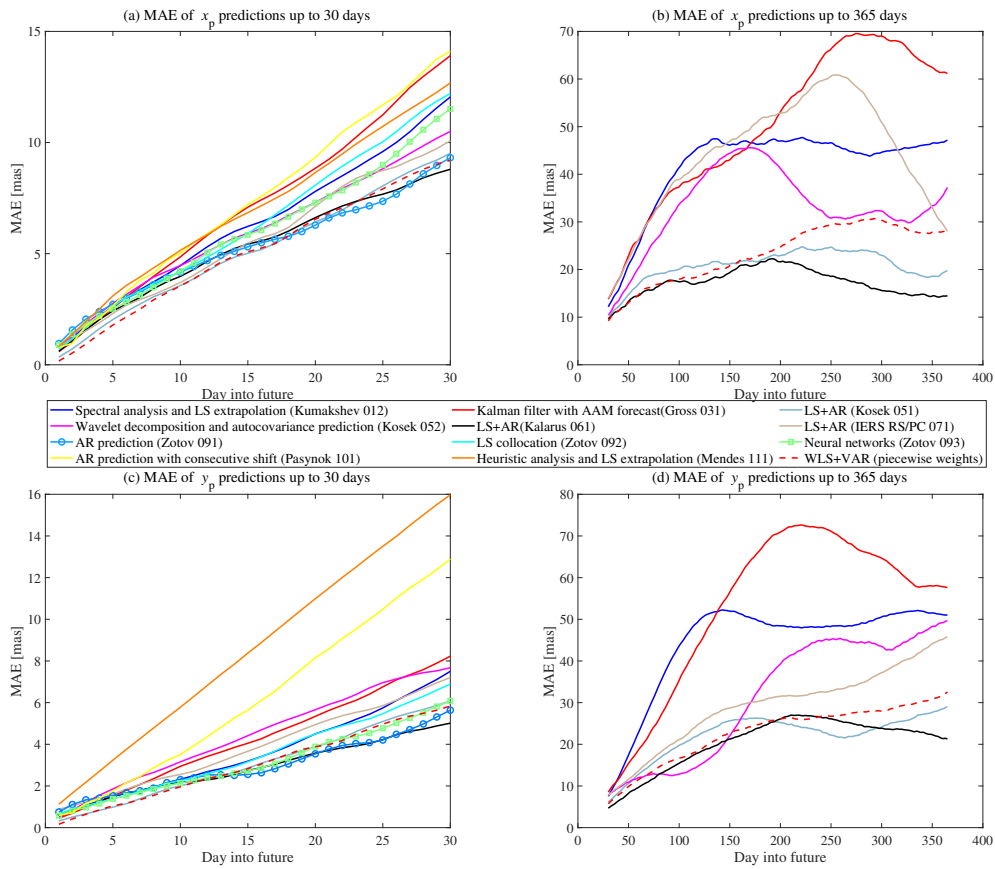 (a) MAE of x_p predictions up to 30 days
(b) MAE of x_p predictions up to 365 days
15
10
5
0
MAE [mas]
0 5 10 15 20 25 30
Day into future
70
60
50
40
30
20
10
0
MAE [mas]
0 50 100 150 200 250 300 350 400
Day into future
Spectral analysis and LS extrapolation (Kumakshev 012)
Kalman filter with AAM forecast(Gross 031)
LS+AR (Kosek 051)
Wavelet decomposition and autocovariance prediction (Kosek 052)
LS+AR(Kalarus 061)
LS+AR (IERS RS/PC 071)
AR prediction (Zotov 091)
LS collocation (Zotov 092)
Neural networks (Zotov 093)
AR prediction with consecutive shift (Pasynok 101)
Heuristic analysis and LS extrapolation (Mendes 111)
WLS+VAR (piecewise weights)
(c) MAE of y_p predictions up to 30 days
(d) MAE of y_p predictions up to 365 days
16
14
12
10
8
6
4
2
0
MAE [mas]
0 5 10 15 20 25 30
Day into future
80
70
60
50
40
30
20
10
0
MAE [mas]
0 50 100 150 200 250 300 350 400
Day into future